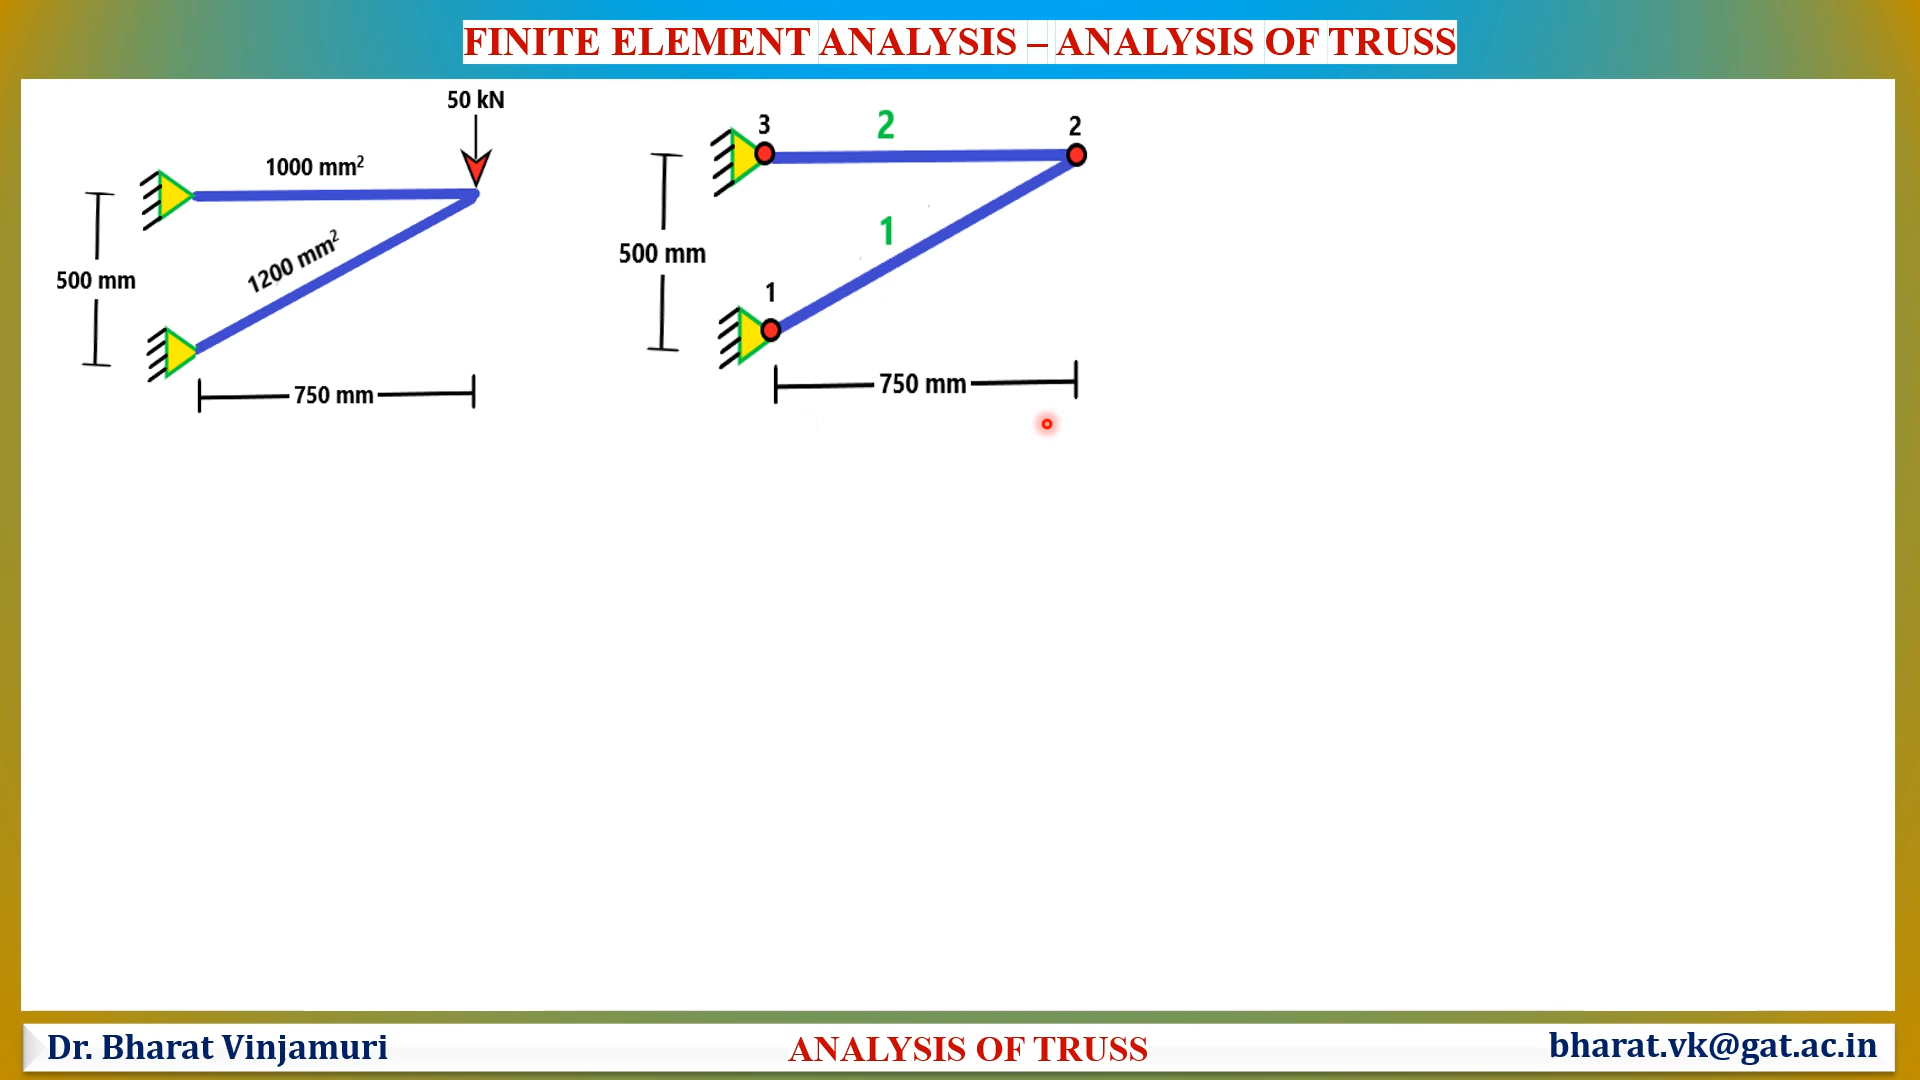 FINITE ELEMENT ANALYSIS – ANALYSIS OF TRUSS
50 kN
1000 mm²
1200 mm²
500 mm
750 mm
3
2
2
500 mm
1
1
750 mm
Dr. Bharat Vinjamuri
ANALYSIS OF TRUSS
bharat.vk@gat.ac.in